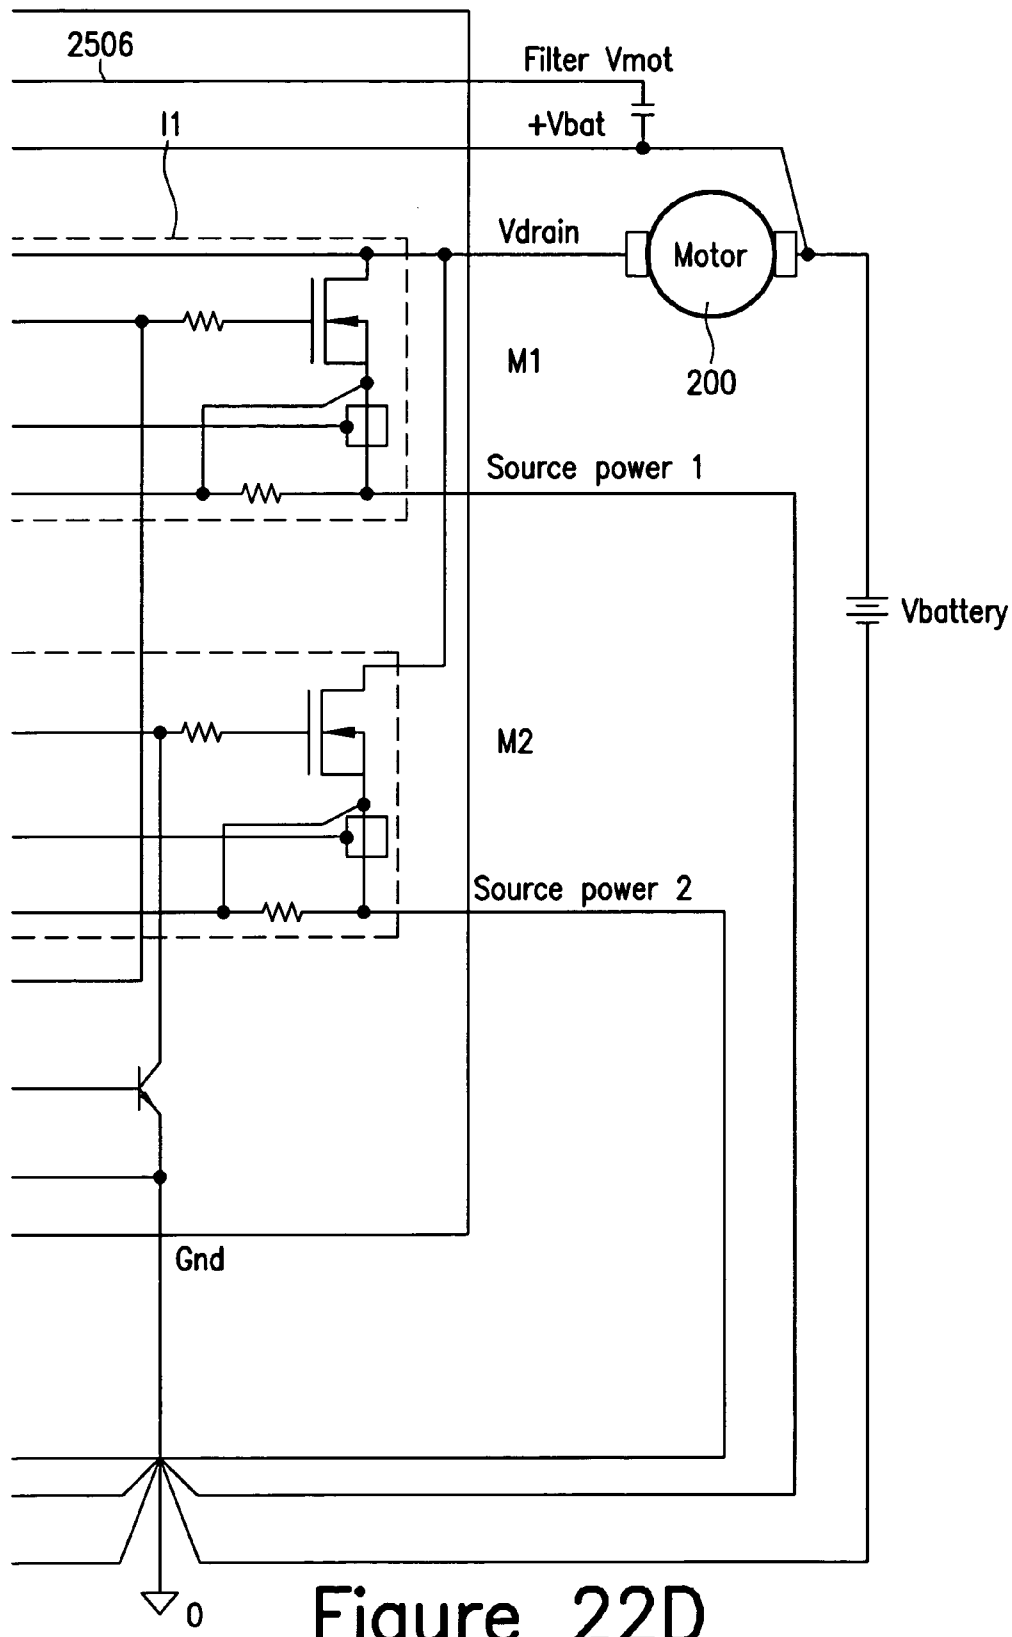 2506
Filter Vmot
I1
+Vbat
Vdrain
Motor
M1
200
Source power 1
Vbattery
M2
Source power 2
Gnd
0
Figure 22D